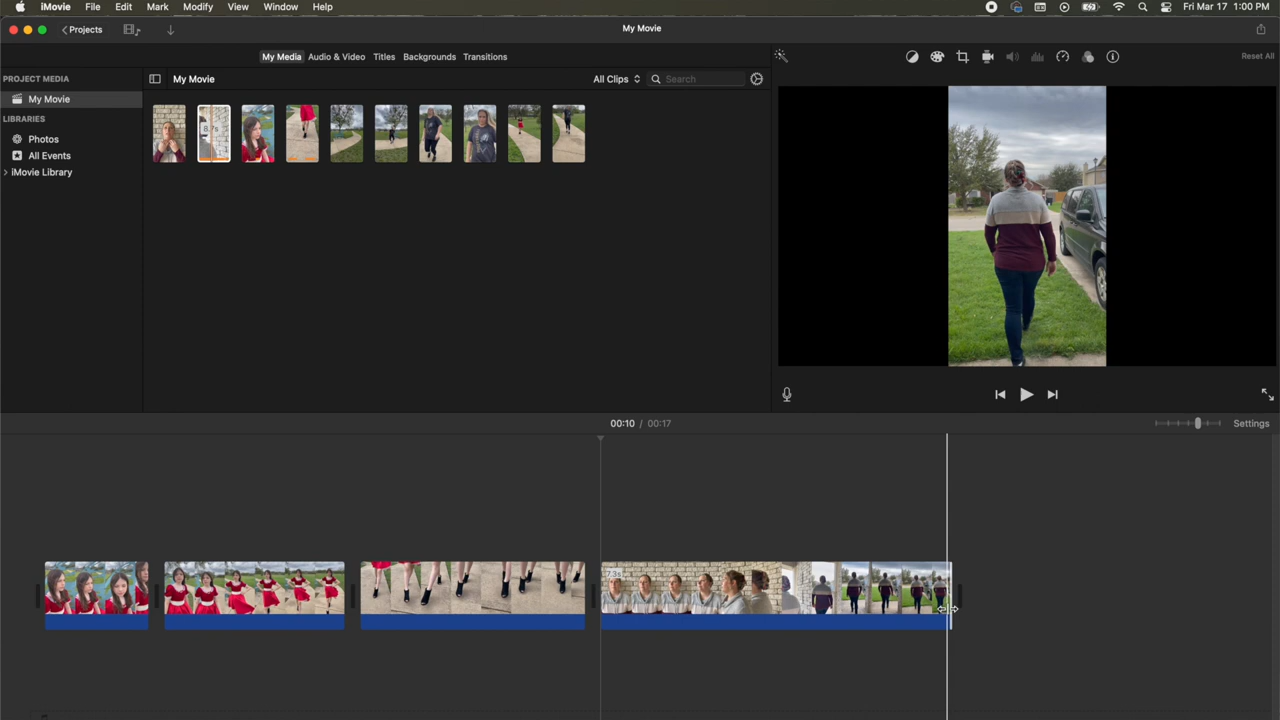 iMovie File Edit Mark Modify View Window Help Fri Mar 17 1:00 PM
Projects My Movie
My Media Audio & Video Titles Backgrounds Transitions Reset All
PROJECT MEDIA My Movie All Clips Search
My Movie
LIBRARIES
Photos
All Events
iMovie Library
8.7s
00:10 / 00:17 Settings